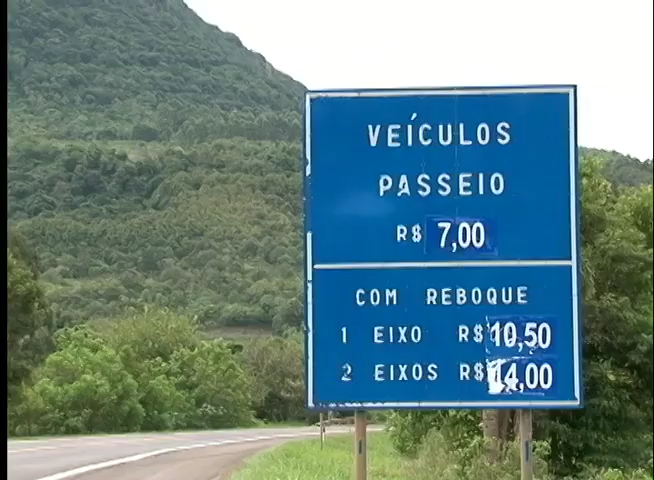 VEÍCULOS
PASSEIO
R$ 7,00
COM REBOQUE
1 EIXO R$ 10,50
2 EIXOS R$ 14,00